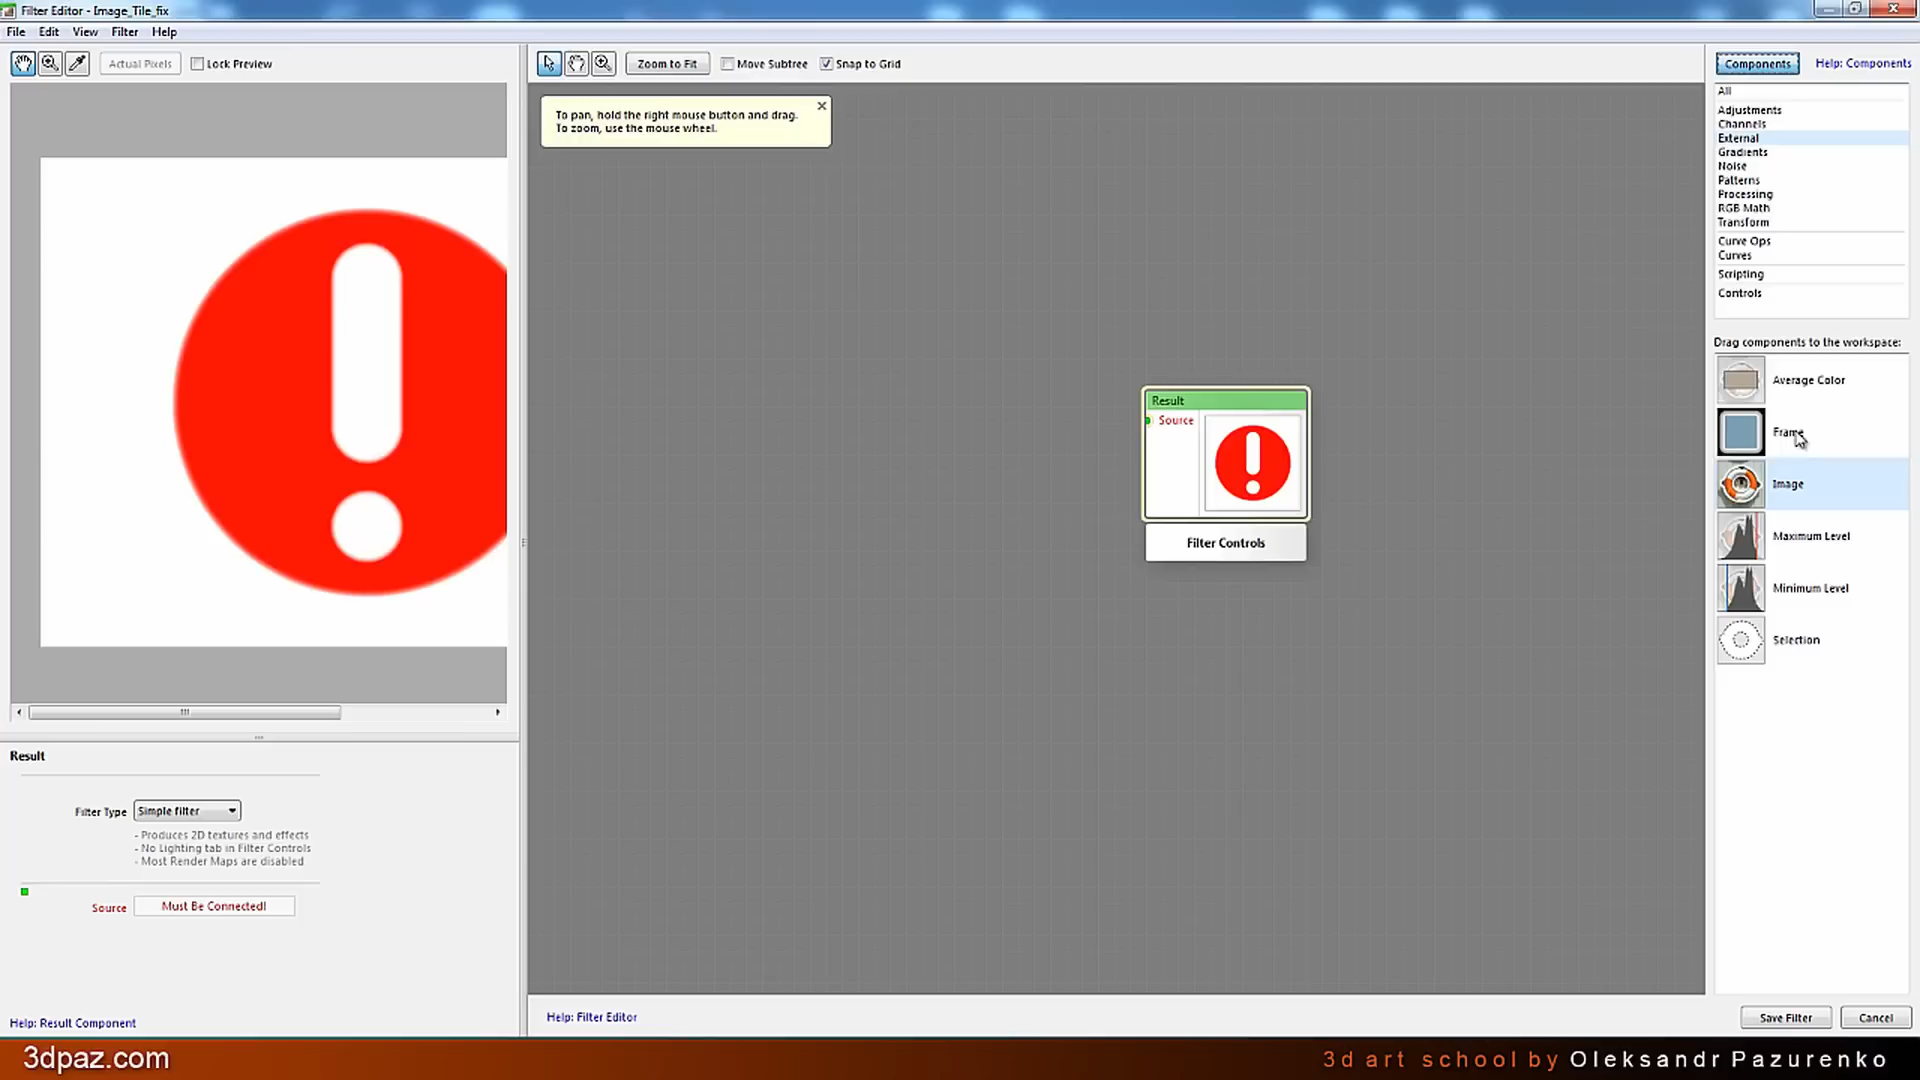 Filter Editor - Image_Tile_fix
File Edit View Filter Help
Actual Pixels Lock Preview
Zoom to Fit Move Subtree Snap to Grid
Components Help: Components
To pan, hold the right mouse button and drag.
To zoom, use the mouse wheel.
All
Adjustments
Channels
External
Gradients
Noise
Patterns
Processing
RGB Math
Transform
Curve Ops
Curves
Scripting
Controls
Drag components to the workspace:
Average Color
Frame
Image
Maximum Level
Minimum Level
Selection
Result
Source
Filter Controls
Result
Filter Type Simple filter
- Produces 2D textures and effects
- No Lighting tab in Filter Controls
- Most Render Maps are disabled
Source Must Be Connected!
Help: Result Component
Help: Filter Editor
Save Filter Cancel
3dpaz.com
3d art school by Oleksandr Pazurenko